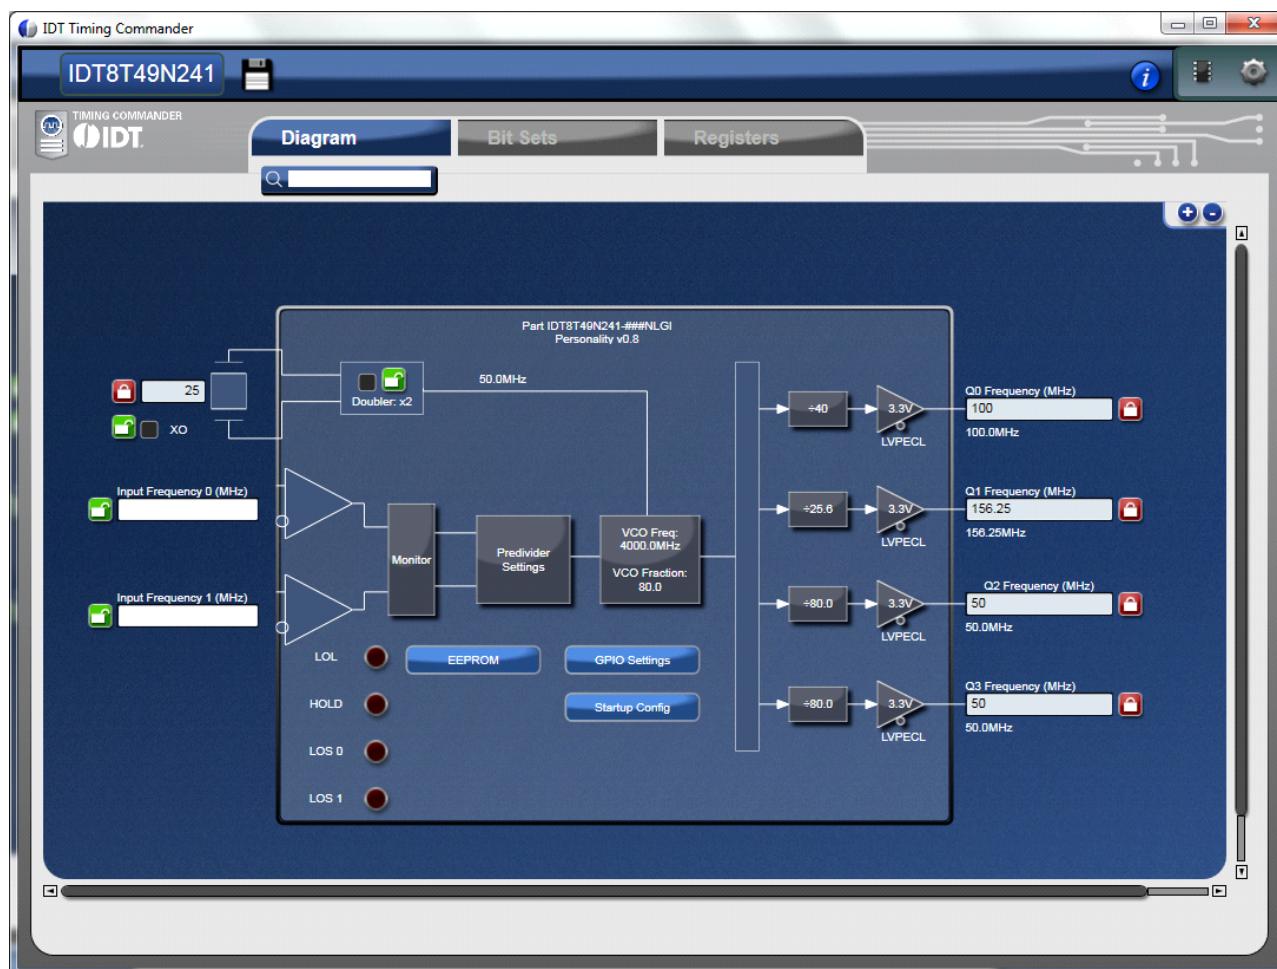 IDT Timing Commander
IDT8T49N241
i
TIMING COMMANDER
IDT.
Diagram
Bit Sets
Registers
+ -
Part IDT8T49N241-###NLGI
Personality v0.8
25
XO
Doubler: x2
50.0MHz
Input Frequency 0 (MHz)
Input Frequency 1 (MHz)
Monitor
Predivider
Settings
VCO Freq:
4000.0MHz
VCO Fraction:
80.0
÷40
3.3V
LVPECL
Q0 Frequency (MHz)
100
100.0MHz
÷25.6
3.3V
LVPECL
Q1 Frequency (MHz)
156.25
156.25MHz
÷80.0
3.3V
LVPECL
Q2 Frequency (MHz)
50
50.0MHz
÷80.0
3.3V
LVPECL
Q3 Frequency (MHz)
50
50.0MHz
LOL
EEPROM
GPIO Settings
HOLD
Startup Config
LOS 0
LOS 1